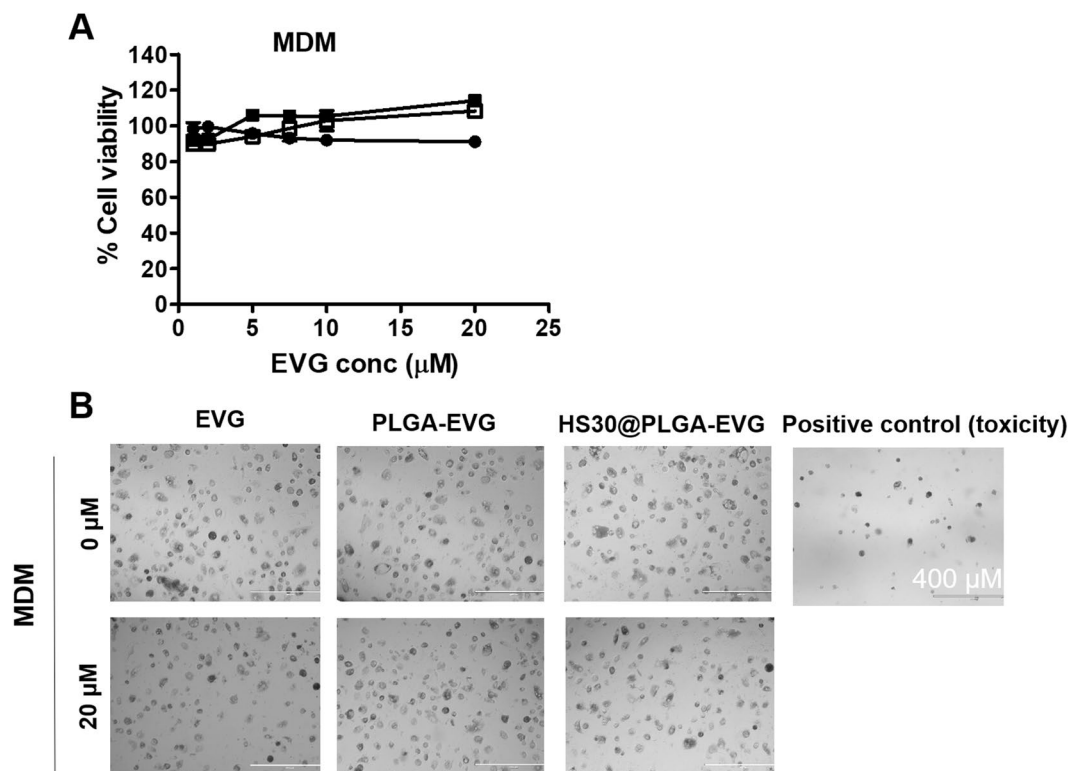 A
MDM
140
120
100
80
60
40
20
0
% Cell viability
0 5 10 15 20 25
EVG conc (μM)
B
EVG PLGA-EVG HS30@PLGA-EVG Positive control (toxicity)
0 μM
400 μM
MDM
20 μM